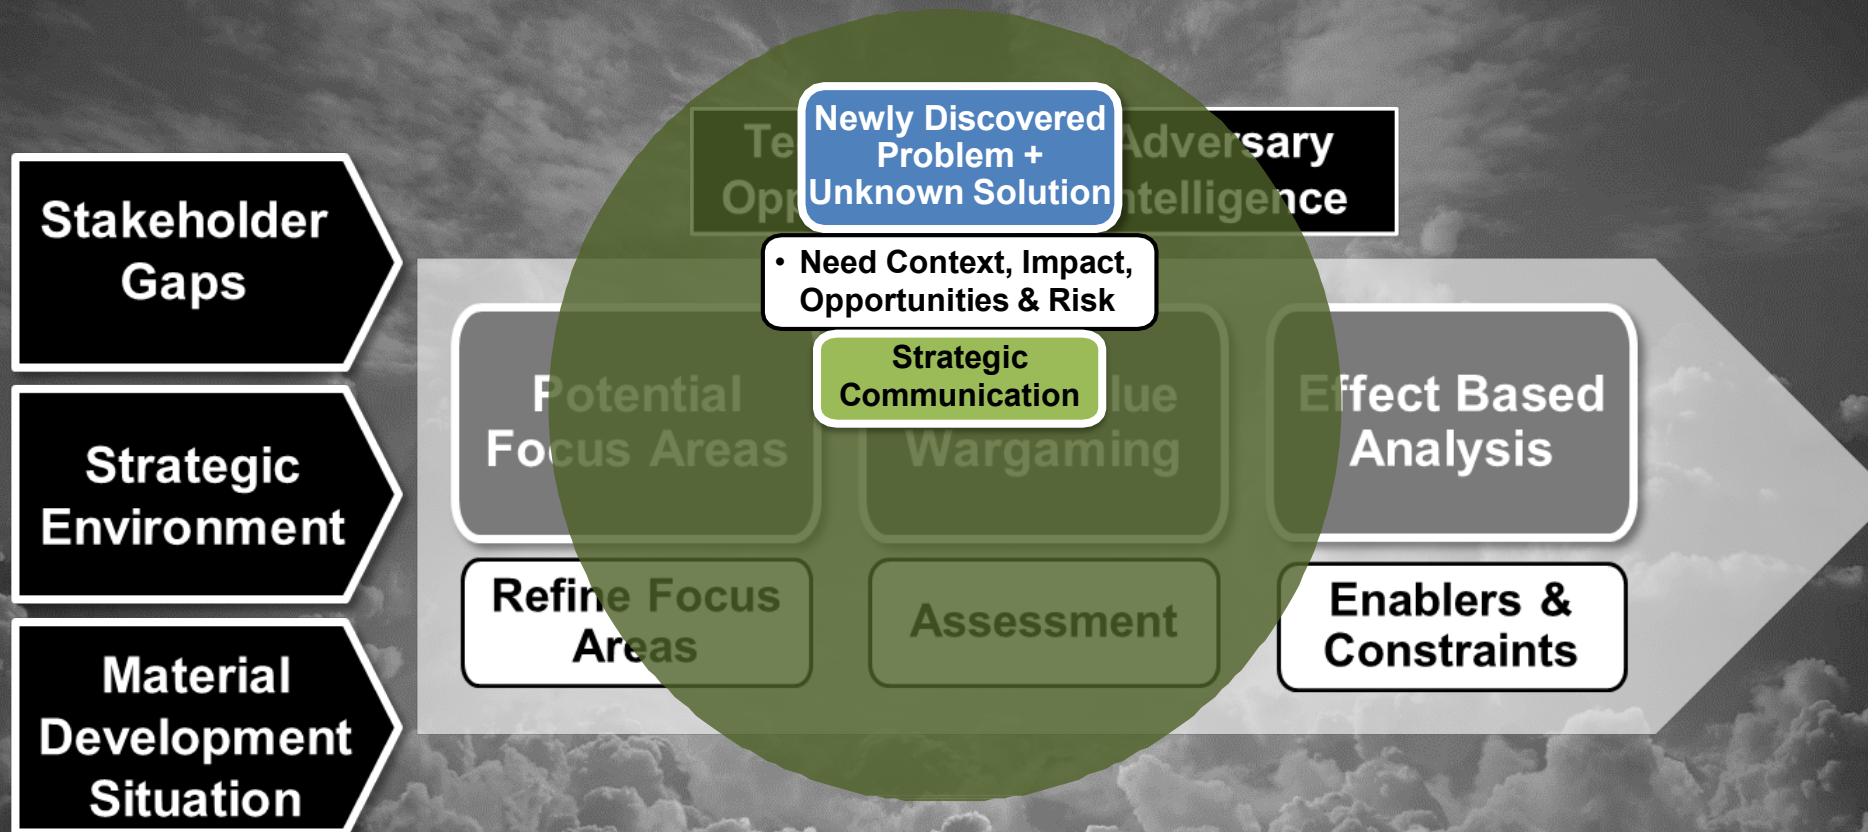 Stakeholder
Gaps
Strategic
Environment
Material
Development
Situation
Newly Discovered
Problem +
Unknown Solution
• Need Context, Impact,
Opportunities & Risk
Strategic
Communication
Adversary
Intelligence
Potential
Focus Areas
Wargaming
Effect Based
Analysis
Refine Focus
Areas
Assessment
Enablers &
Constraints